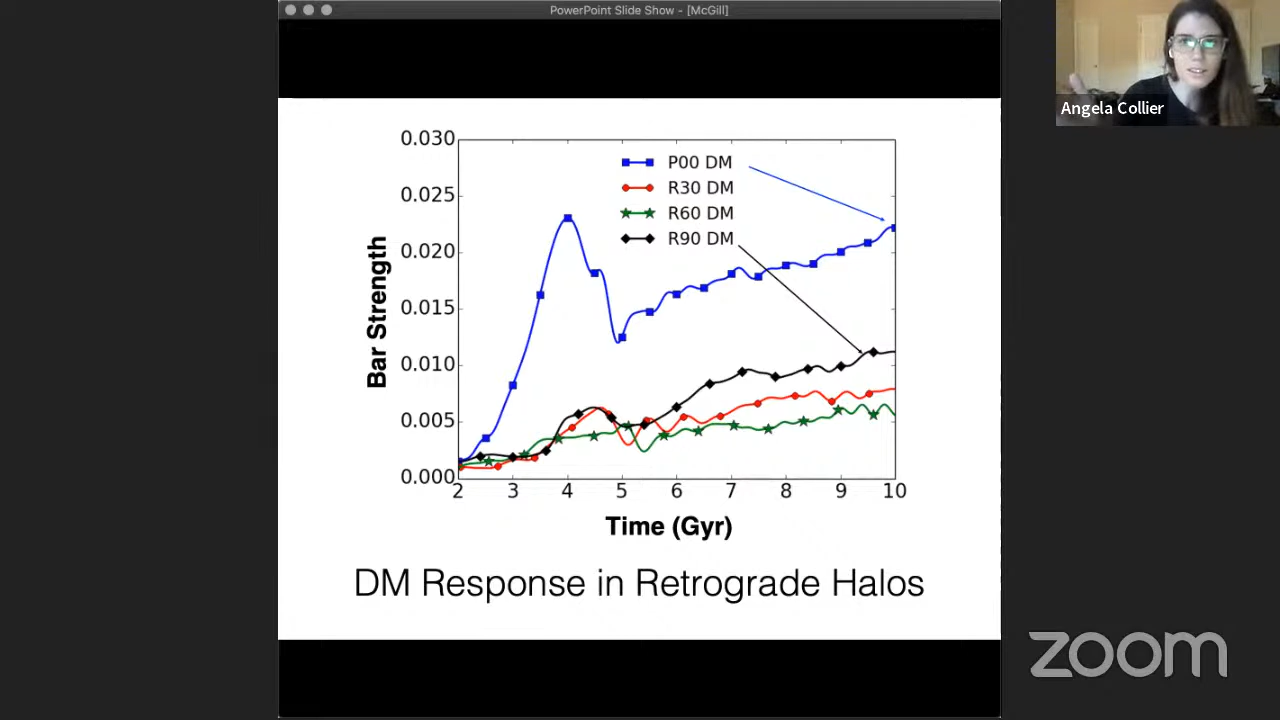 PowerPoint Slide Show - [McGill]
Angela Collier
0.030
0.025
0.020
0.015
0.010
0.005
0.000
Bar Strength
P00 DM
R30 DM
R60 DM
R90 DM
2 3 4 5 6 7 8 9 10
Time (Gyr)
DM Response in Retrograde Halos
zoom